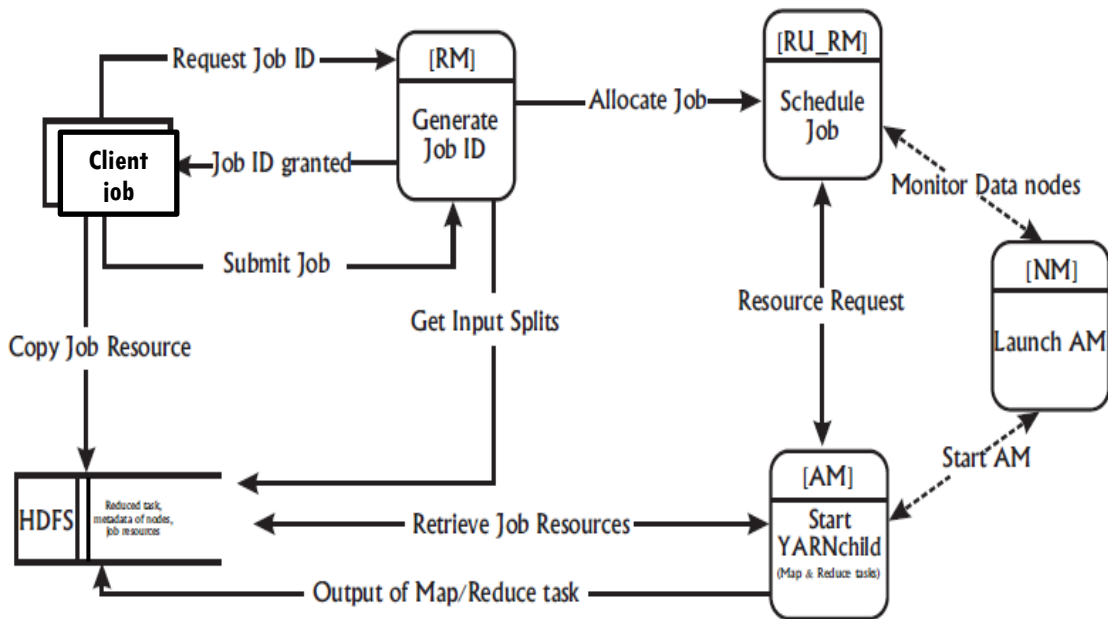 Request Job ID
[RM]
Generate
Job ID
Allocate Job
[RU_RM]
Schedule
Job
Client
job
Job ID granted
Submit Job
Monitor Data nodes
[NM]
Launch AM
Get Input Splits
Resource Request
Copy Job Resource
Start AM
HDFS
Reduced task,
metadata of nodes,
job resources
Retrieve Job Resources
[AM]
Start
YARNchild
(Map & Reduce tasks)
Output of Map/Reduce task